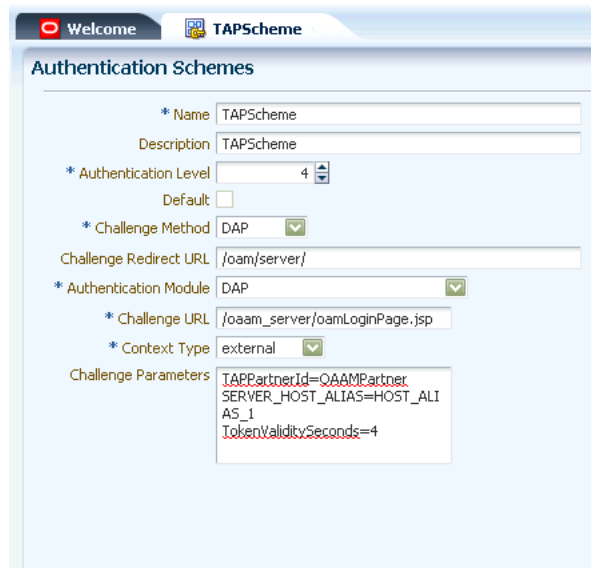 Welcome TAPScheme
Authentication Schemes
* Name TAPScheme
Description TAPScheme
* Authentication Level 4
Default
* Challenge Method DAP
Challenge Redirect URL /oam/server/
* Authentication Module DAP
* Challenge URL /oaam_server/oamLoginPage.jsp
* Context Type external
Challenge Parameters TAPPartnerId=OAAMPartner
SERVER_HOST_ALIAS=HOST_ALI
AS_1
TokenValiditySeconds=4